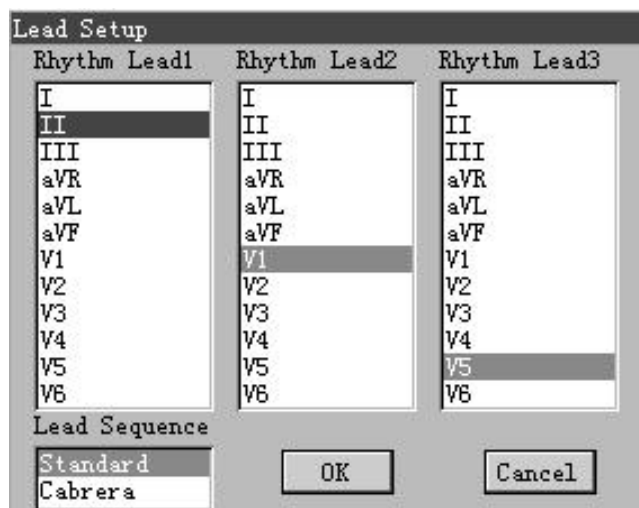 Lead Setup
Rhythm Lead1
I
II
III
aVR
aVL
aVF
V1
V2
V3
V4
V5
V6
Rhythm Lead2
I
II
III
aVR
aVL
aVF
V1
V2
V3
V4
V5
V6
Rhythm Lead3
I
II
III
aVR
aVL
aVF
V1
V2
V3
V4
V5
V6
Lead Sequence
Standard
Cabrera
OK
Cancel